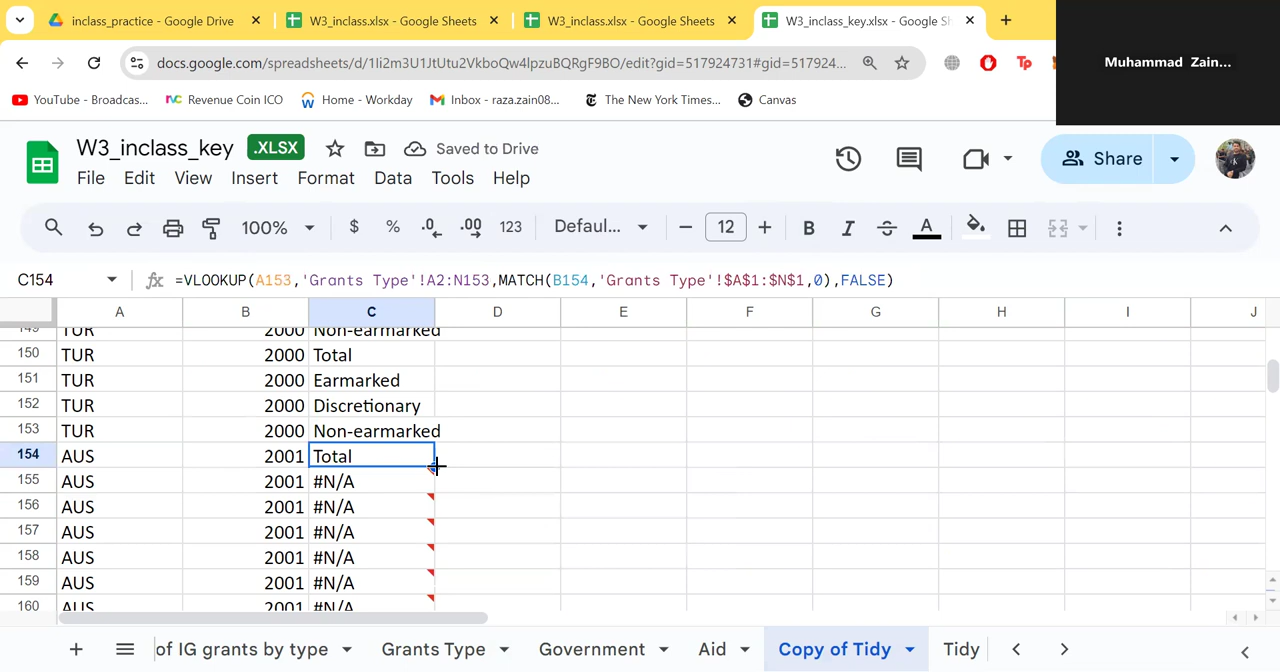 inclass_practice - Google Drive
W3_inclass.xlsx - Google Sheets
W3_inclass.xlsx - Google Sheets
W3_inclass_key.xlsx - Google Sh
docs.google.com/spreadsheets/d/1Ii2m3U1JtUtu2VkboQw4lpzuBQRgF9BO/edit?gid=517924731#gid=517924...
Tp
Muhammad Zain...
YouTube - Broadcas...
Revenue Coin ICO
Home - Workday
Inbox - raza.zain08...
The New York Times...
Canvas
W3_inclass_key
.XLSX
Saved to Drive
File Edit View Insert Format Data Tools Help
Share
100% $ % .0 .00 123 Defaul... 12 B I A
C154
=VLOOKUP(A153,'Grants Type'!A2:N153,MATCH(B154,'Grants Type'!$A$1:$N$1,0),FALSE)
A B C D E F G H I J
149 TUR 2000 Non-earmarked
150 TUR 2000 Total
151 TUR 2000 Earmarked
152 TUR 2000 Discretionary
153 TUR 2000 Non-earmarked
154 AUS 2001 Total
155 AUS 2001 #N/A
156 AUS 2001 #N/A
157 AUS 2001 #N/A
158 AUS 2001 #N/A
159 AUS 2001 #N/A
160 AUS 2001 #N/A
of IG grants by type
Grants Type
Government
Aid
Copy of Tidy
Tidy